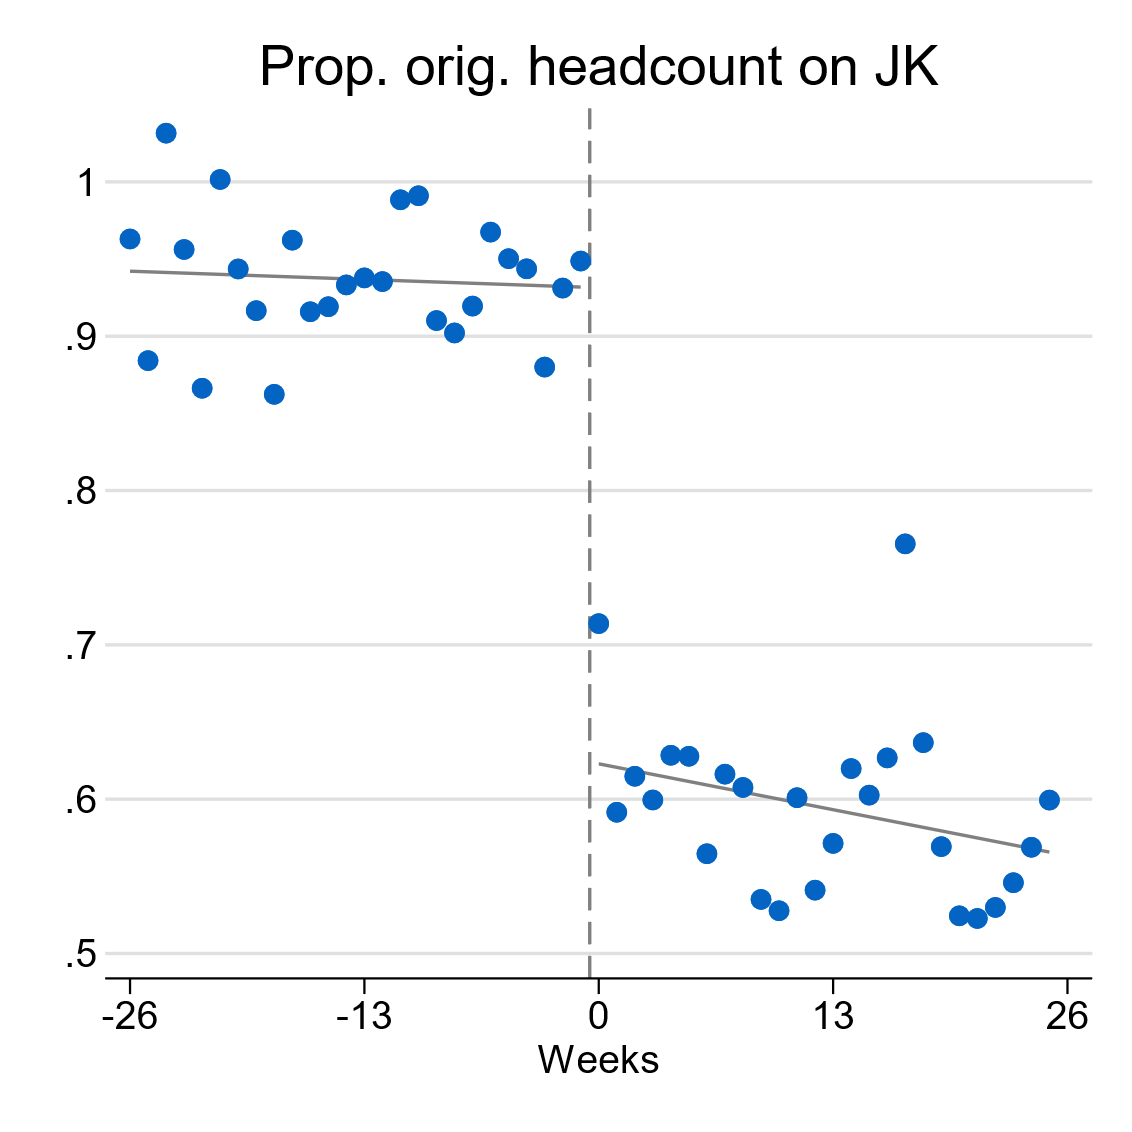 Prop. orig. headcount on JK
1
.9
.8
.7
.6
.5
-26 -13 0 13 26
Weeks